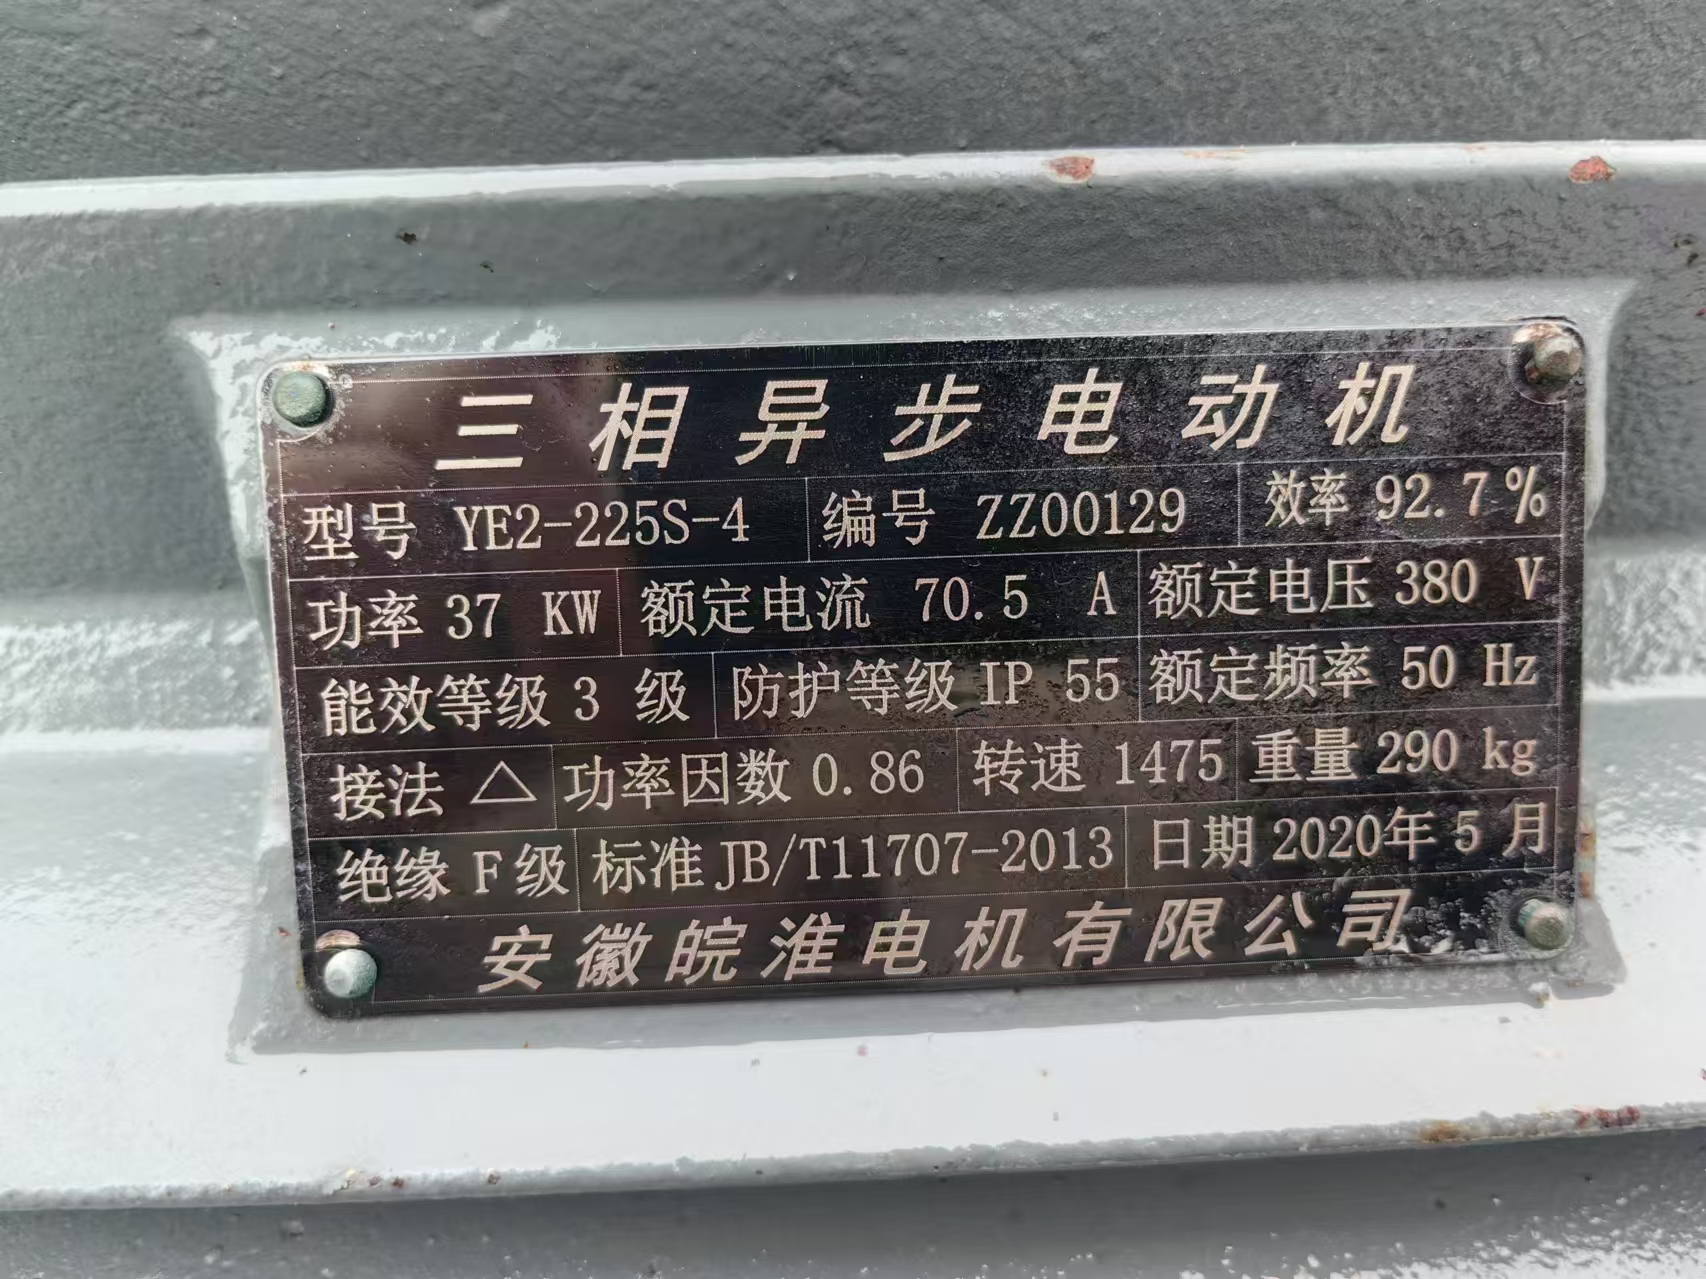 三相异步电动机
型号 YE2-225S-4 编号 ZZ00129 效率 92.7%
功率 37 KW 额定电流 70.5 A 额定电压 380 V
能效等级 3 级 防护等级 IP 55 额定频率 50 Hz
接法 △ 功率因数 0.86 转速 1475 重量 290 kg
绝缘 F级 标准 JB/T11707-2013 日期 2020年 5 月
安徽皖淮电机有限公司